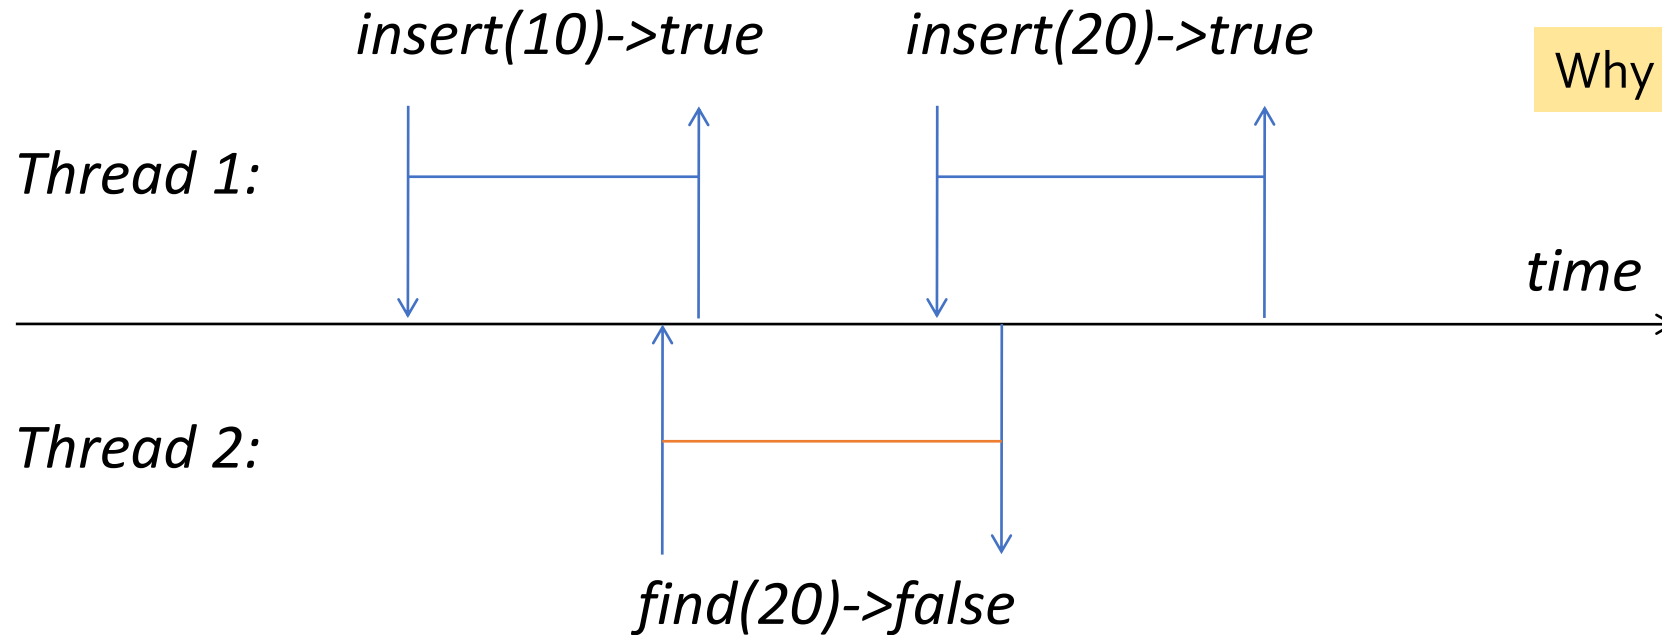 insert(10)->true
insert(20)->true
Why
Thread 1:
time
Thread 2:
find(20)->false